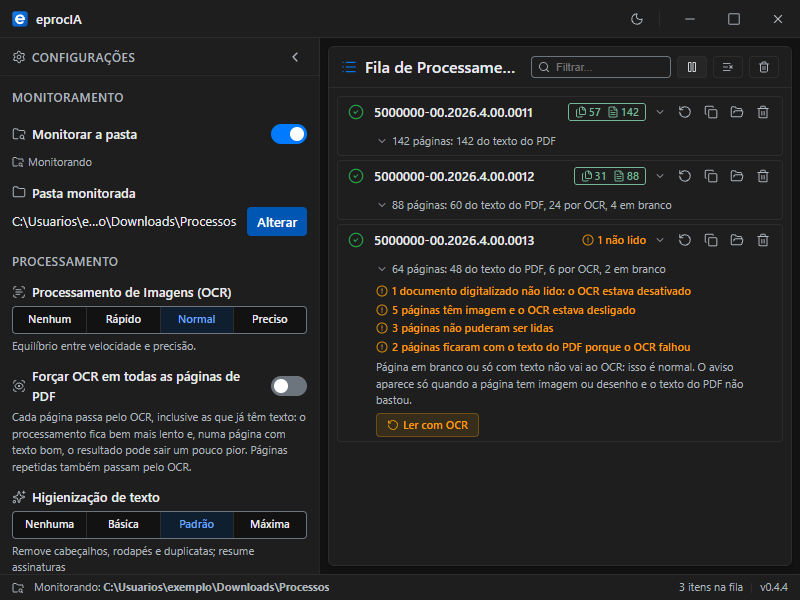 eprocIA
CONFIGURAÇÕES
MONITORAMENTO
Monitorar a pasta
Monitorando
Pasta monitorada
C:\Usuarios\e...o\Downloads\Processos
Alterar
PROCESSAMENTO
Processamento de Imagens (OCR)
Nenhum Rápido Normal Preciso
Equilíbrio entre velocidade e precisão.
Forçar OCR em todas as páginas de
PDF
Cada página passa pelo OCR, inclusive as que já têm texto: o
processamento fica bem mais lento e, numa página com
texto bom, o resultado pode sair um pouco pior. Páginas
repetidas também passam pelo OCR.
Higienização de texto
Nenhuma Básica Padrão Máxima
Remove cabeçalhos, rodapés e duplicatas; resume
assinaturas
Fila de Processame...
Filtrar...
5000000-00.2026.4.00.0011
57 142
142 páginas: 142 do texto do PDF
5000000-00.2026.4.00.0012
31 88
88 páginas: 60 do texto do PDF, 24 por OCR, 4 em branco
5000000-00.2026.4.00.0013
1 não lido
64 páginas: 48 do texto do PDF, 6 por OCR, 2 em branco
1 documento digitalizado não lido: o OCR estava desativado
5 páginas têm imagem e o OCR estava desligado
3 páginas não puderam ser lidas
2 páginas ficaram com o texto do PDF porque o OCR falhou
Página em branco ou só com texto não vai ao OCR: isso é normal. O aviso
aparece só quando a página tem imagem ou desenho e o texto do PDF não
bastou.
Ler com OCR
Monitorando: C:\Usuarios\exemplo\Downloads\Processos
3 itens na fila
v0.4.4